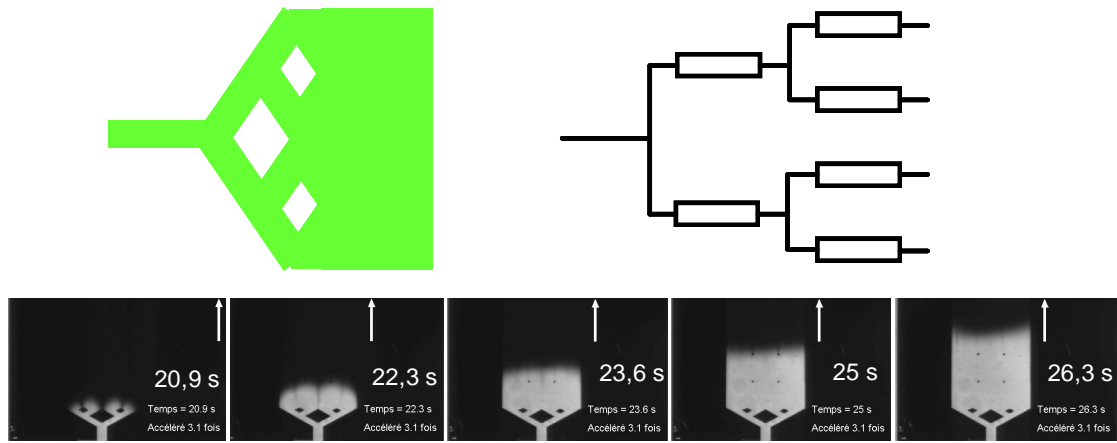 20,9 s
Temps = 20.9 s
Accéléré 3.1 fois
22,3 s
Temps = 22.3 s
Accéléré 3.1 fois
23,6 s
Temps = 23.6 s
Accéléré 3.1 fois
25 s
Temps = 25 s
Accéléré 3.1 fois
26,3 s
Temps = 26.3 s
Accéléré 3.1 fois